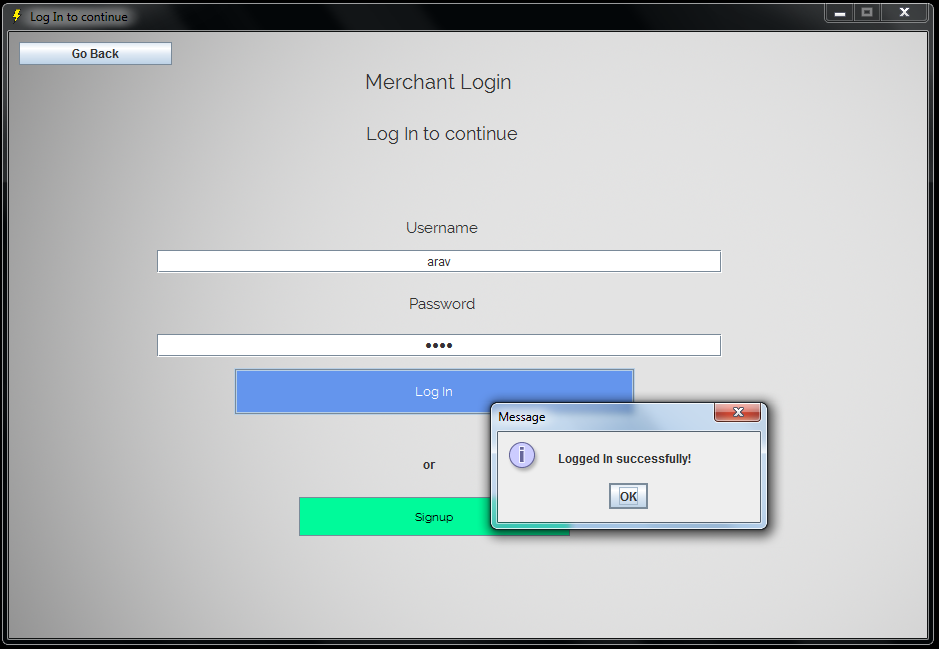 Log In to continue
Go Back
Merchant Login
Log In to continue
Username
arav
Password
••••
Log In
Message
Logged In successfully!
OK
or
Signup